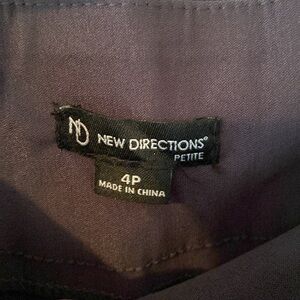 ND NEW DIRECTIONS®
PETITE
4P
MADE IN CHINA